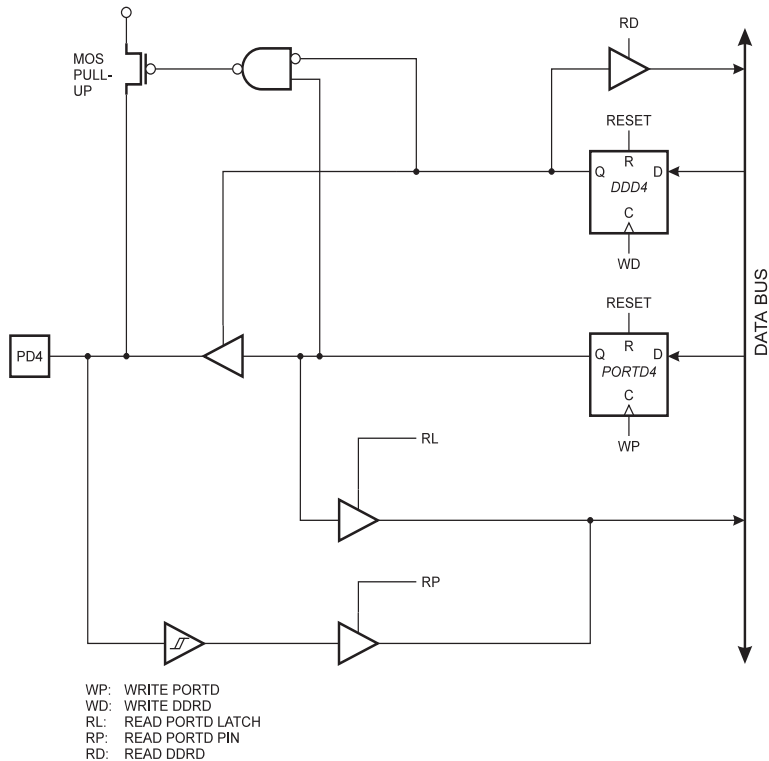 MOS
PULL-
UP
RD
RESET
R
Q
D
DDD4
C
WD
RESET
R
Q
D
PORTD4
C
WP
PD4
DATA BUS
RL
RP
WP: WRITE PORTD
WD: WRITE DDRD
RL: READ PORTD LATCH
RP: READ PORTD PIN
RD: READ DDRD